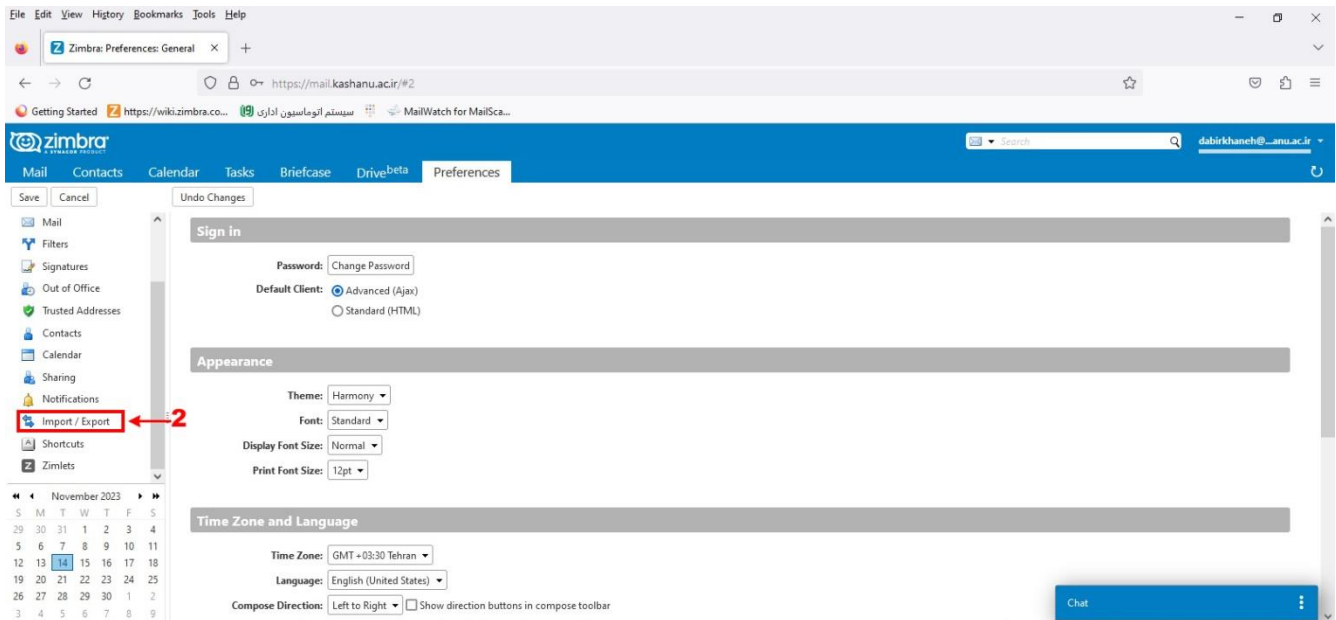 File Edit View History Bookmarks Tools Help
Zimbra: Preferences: General
https://mail.kashanu.ac.ir/#2
Getting Started https://wiki.zimbra.co... سیستم اتوماسیون اداری MailWatch for MailSca...
zimbra
A SYNACOR PRODUCT
Search
dabirkhaneh@...anu.ac.ir
Mail Contacts Calendar Tasks Briefcase Drive beta Preferences
Save Cancel Undo Changes
Mail
Filters
Signatures
Out of Office
Trusted Addresses
Contacts
Calendar
Sharing
Notifications
Import / Export
2
Shortcuts
Zimlets
November 2023
S M T W T F S
29 30 31 1 2 3 4
5 6 7 8 9 10 11
12 13 14 15 16 17 18
19 20 21 22 23 24 25
26 27 28 29 30 1 2
3 4 5 6 7 8 9
Sign in
Password: Change Password
Default Client: Advanced (Ajax)
Standard (HTML)
Appearance
Theme: Harmony
Font: Standard
Display Font Size: Normal
Print Font Size: 12pt
Time Zone and Language
Time Zone: GMT +03:30 Tehran
Language: English (United States)
Compose Direction: Left to Right Show direction buttons in compose toolbar
Chat